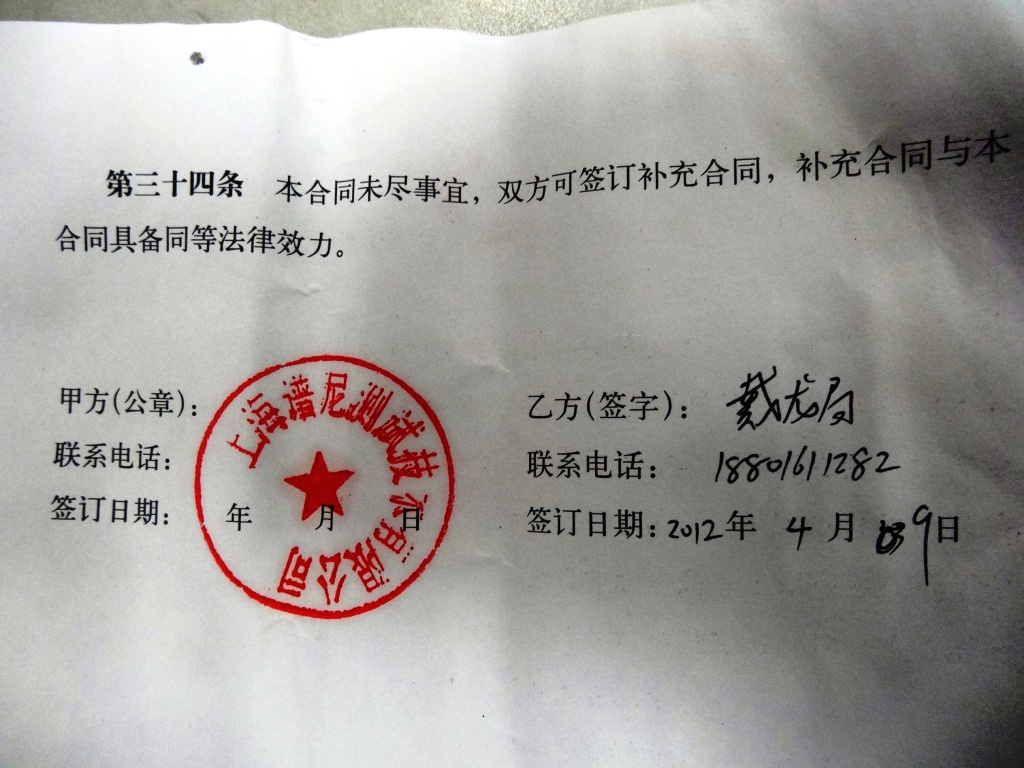 第三十四条 本合同未尽事宜，双方可签订补充合同，补充合同与本
合同具备同等法律效力。
甲方(公章)：
联系电话：
签订日期： 年 月 日
上海谱尼测试技术有限公司
乙方(签字)：戴龙局
联系电话：18801611282
签订日期：2012年 4 月 9日